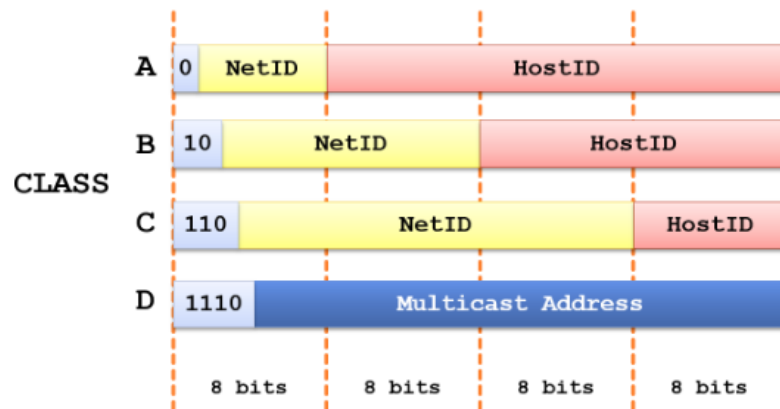 A 0 NetID HostID
B 10 NetID HostID
CLASS
C 110 NetID HostID
D 1110 Multicast Address
8 bits 8 bits 8 bits 8 bits